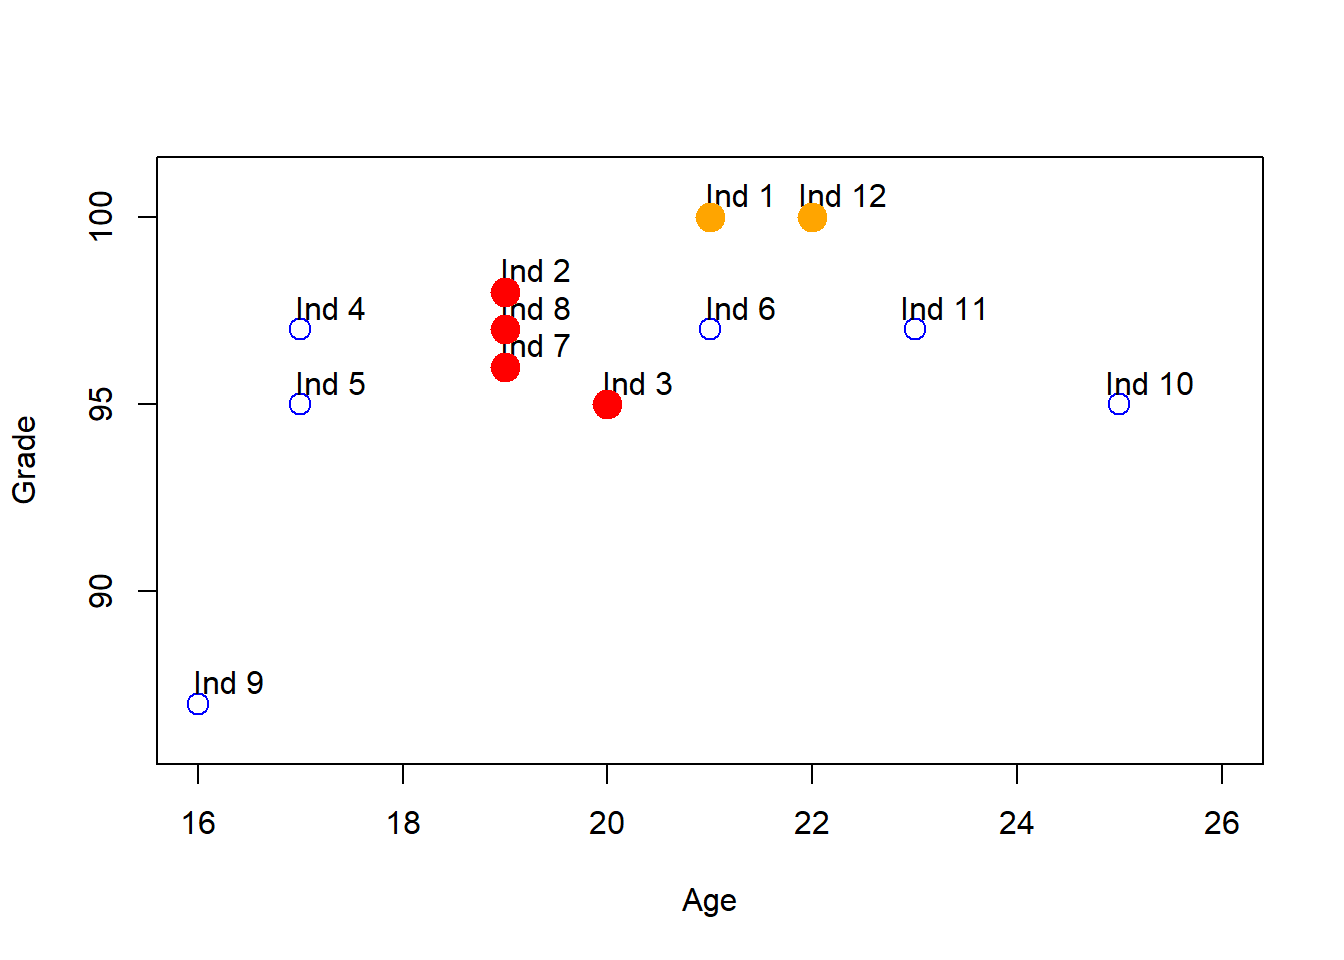 Ind 1
Ind 12
Ind 2
Ind 4
Ind 8
Ind 6
Ind 11
Ind 7
Ind 5
Ind 3
Ind 10
Ind 9
100
95
90
Grade
16
18
20
22
24
26
Age